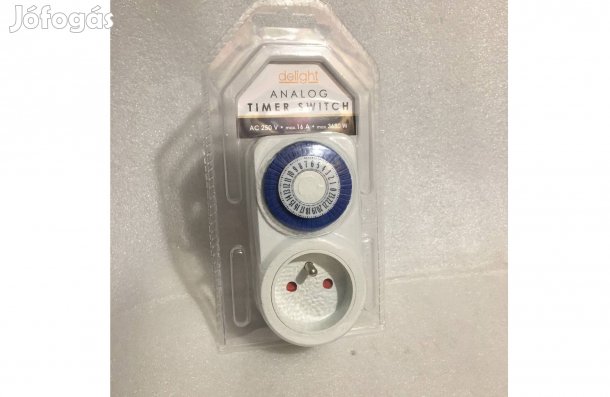 Jófogás
delight
ANALOG
TIMER SWITCH
AC 250 V • max. 16 A • max 3680 W